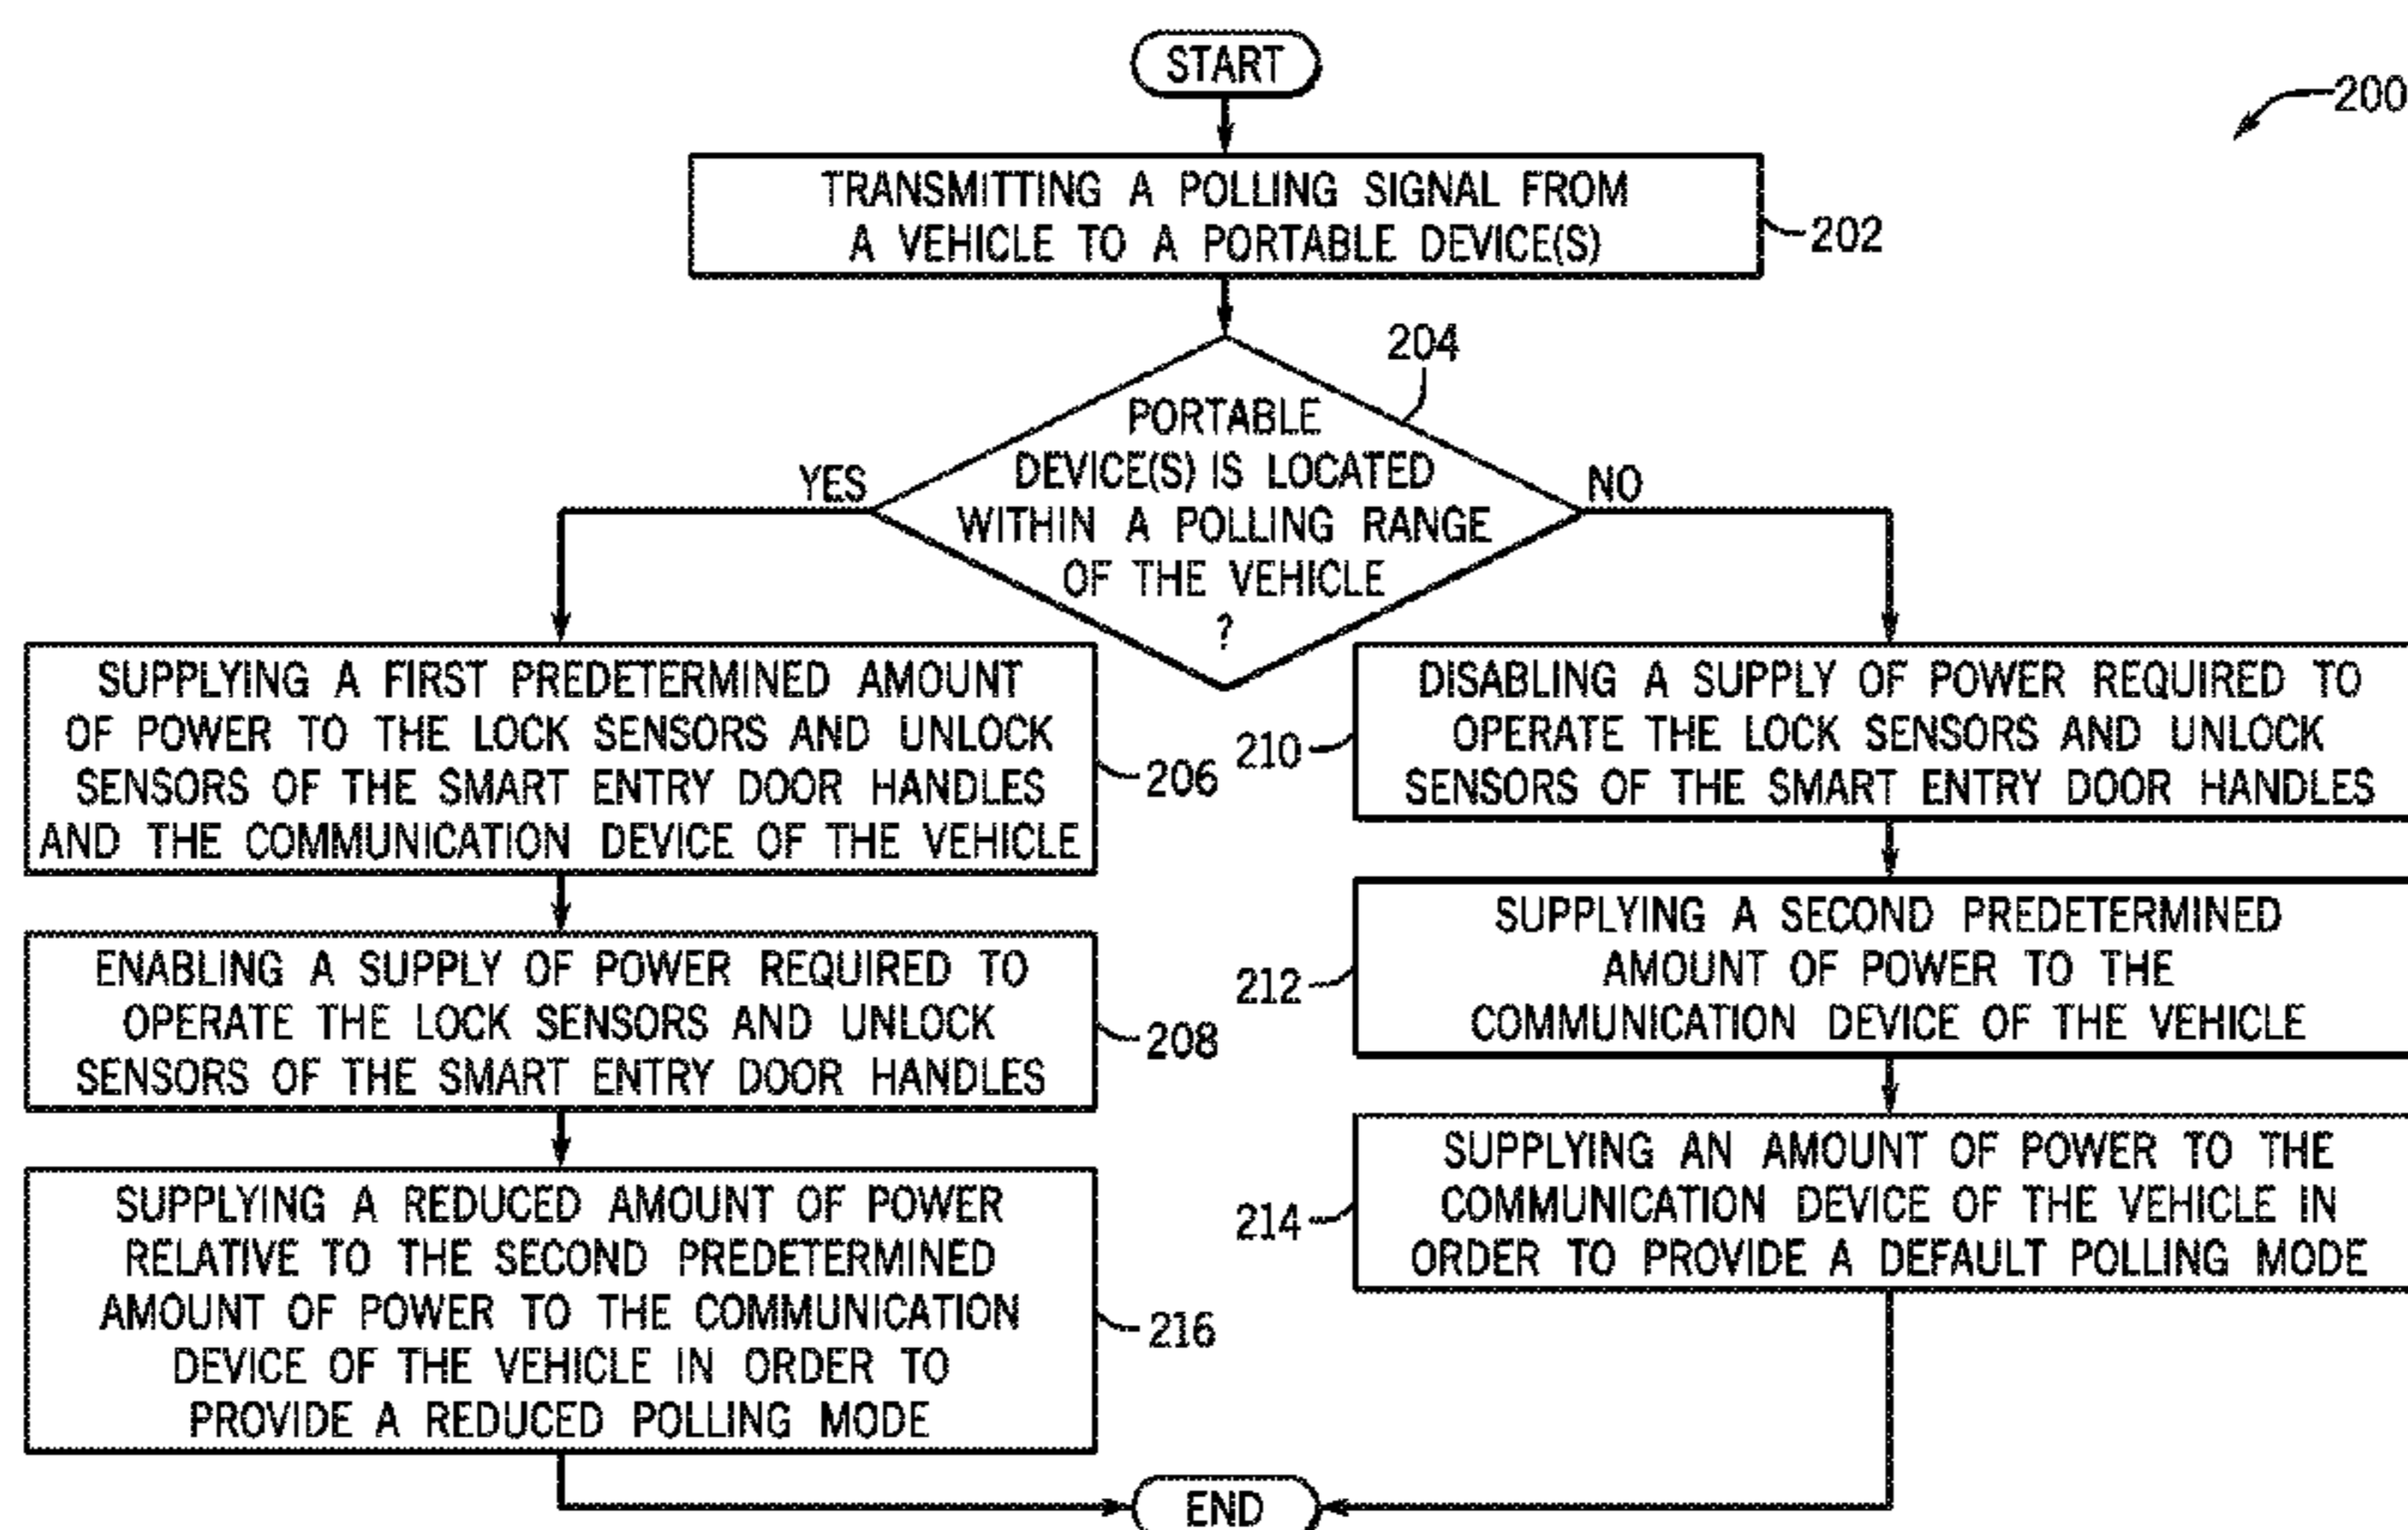 START
200
TRANSMITTING A POLLING SIGNAL FROM
A VEHICLE TO A PORTABLE DEVICE(S)
202
204
PORTABLE
DEVICE(S) IS LOCATED
WITHIN A POLLING RANGE
OF THE VEHICLE
?
YES
NO
SUPPLYING A FIRST PREDETERMINED AMOUNT
OF POWER TO THE LOCK SENSORS AND UNLOCK
SENSORS OF THE SMART ENTRY DOOR HANDLES
AND THE COMMUNICATION DEVICE OF THE VEHICLE
206
ENABLING A SUPPLY OF POWER REQUIRED TO
OPERATE THE LOCK SENSORS AND UNLOCK
SENSORS OF THE SMART ENTRY DOOR HANDLES
208
SUPPLYING A REDUCED AMOUNT OF POWER
RELATIVE TO THE SECOND PREDETERMINED
AMOUNT OF POWER TO THE COMMUNICATION
DEVICE OF THE VEHICLE IN ORDER TO
PROVIDE A REDUCED POLLING MODE
216
210
DISABLING A SUPPLY OF POWER REQUIRED TO
OPERATE THE LOCK SENSORS AND UNLOCK
SENSORS OF THE SMART ENTRY DOOR HANDLES
212
SUPPLYING A SECOND PREDETERMINED
AMOUNT OF POWER TO THE
COMMUNICATION DEVICE OF THE VEHICLE
214
SUPPLYING AN AMOUNT OF POWER TO THE
COMMUNICATION DEVICE OF THE VEHICLE IN
ORDER TO PROVIDE A DEFAULT POLLING MODE
END